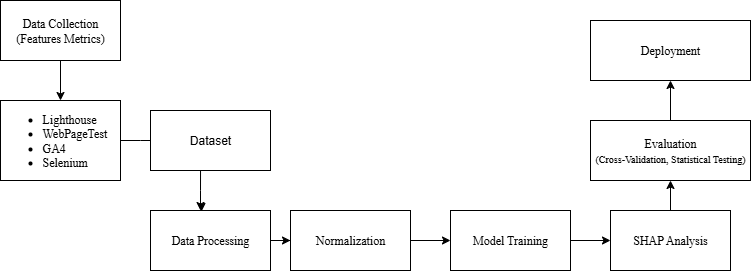 Data Collection
(Features Metrics)
Lighthouse
WebPageTest
GA4
Selenium
Dataset
Data Processing
Normalization
Model Training
SHAP Analysis
Evaluation
(Cross-Validation, Statistical Testing)
Deployment